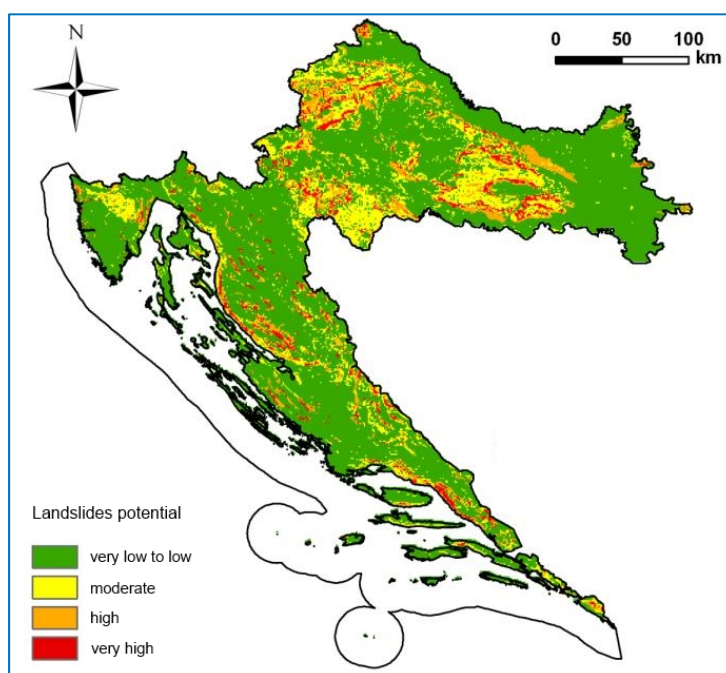 N
0 50 100
km
Landslides potential
very low to low
moderate
high
very high